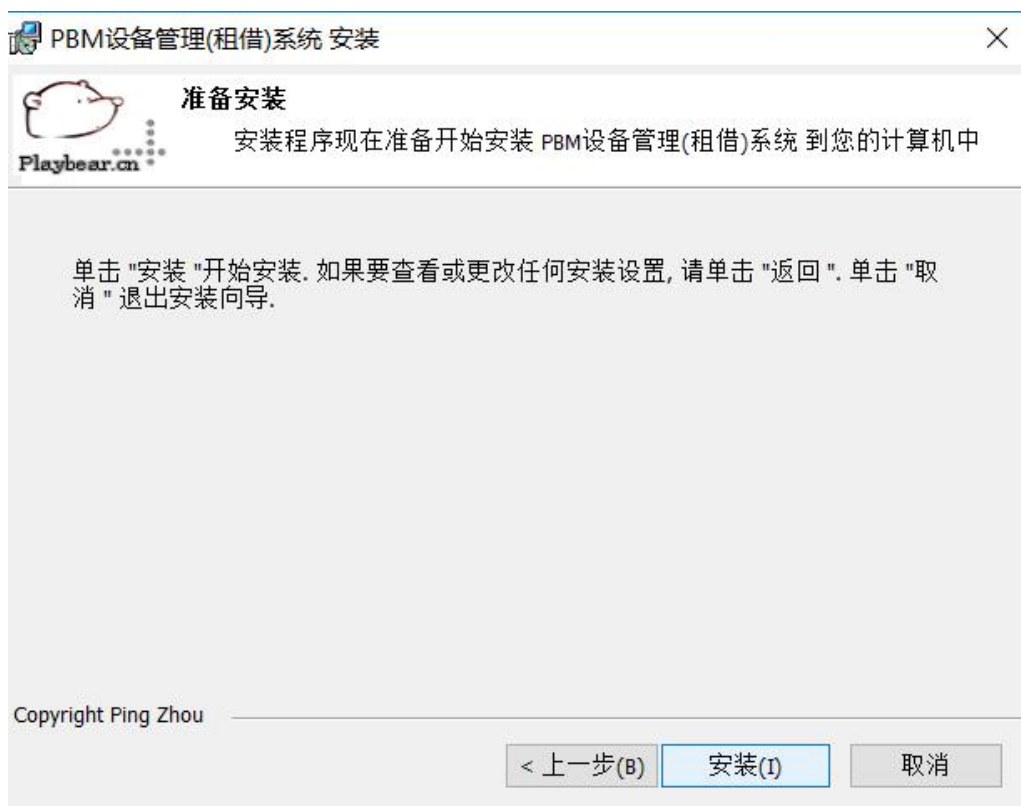 PBM设备管理(租借)系统 安装
准备安装
安装程序现在准备开始安装 PBM设备管理(租借)系统 到您的计算机中
Playbear.cn
单击 "安装 "开始安装. 如果要查看或更改任何安装设置, 请单击 "返回 ". 单击 "取
消 " 退出安装向导.
Copyright Ping Zhou
< 上一步(B) 安装(I) 取消